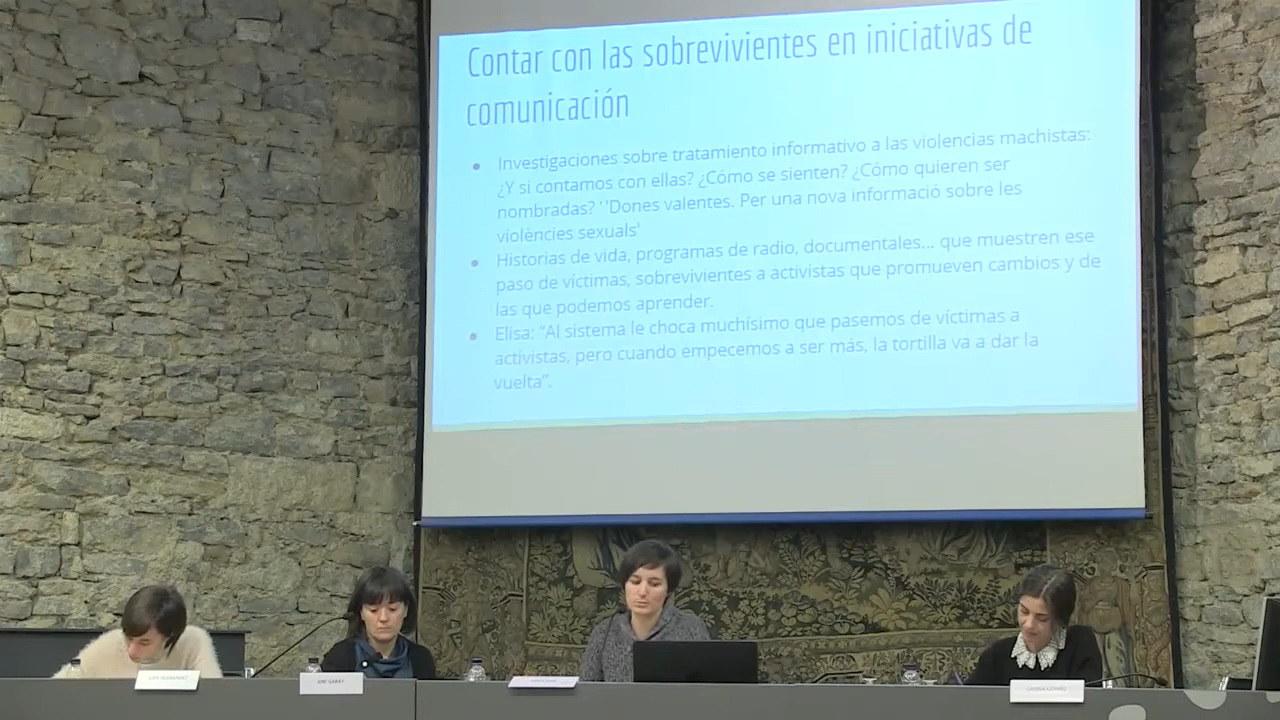 Contar con las sobrevivientes en iniciativas de
comunicación
● Investigaciones sobre tratamiento informativo a las violencias machistas:
¿Y si contamos con ellas? ¿Cómo se sienten? ¿Cómo quieren ser
nombradas? ''Dones valentes. Per una nova informació sobre les
violències sexuals'
● Historias de vida, programas de radio, documentales... que muestren ese
paso de víctimas, sobrevivientes a activistas que promueven cambios y de
las que podemos aprender.
● Elisa: "Al sistema le choca muchísimo que pasemos de víctimas a
activistas, pero cuando empecemos a ser más, la tortilla va a dar la
vuelta".
ANE GARAY